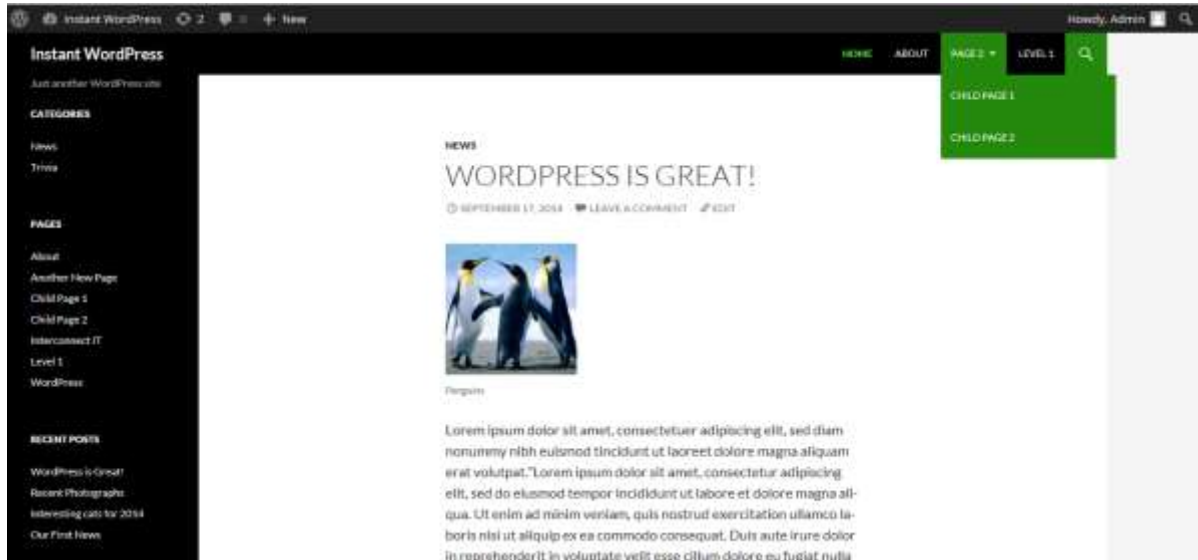 Instant WordPress 2 New Howdy, Admin
Instant WordPress
HOME ABOUT PAGE 2 LEVEL 1
Just another WordPress site
CATEGORIES
News
Trivia
PAGES
About
Another New Page
Child Page 1
Child Page 2
Interconnect IT
Level 1
WordPress
RECENT POSTS
WordPress is Great!
Recent Photographs
Interesting cats for 2014
Our First News
CHILD PAGE 1
CHILD PAGE 2
NEWS
WORDPRESS IS GREAT!
SEPTEMBER 17, 2014 LEAVE A COMMENT EDIT
Penguins
Lorem ipsum dolor sit amet, consectetuer adipiscing elit, sed diam
nonummy nibh euismod tincidunt ut laoreet dolore magna aliquam
erat volutpat."Lorem ipsum dolor sit amet, consectetur adipiscing
elit, sed do eiusmod tempor incididunt ut labore et dolore magna ali-
qua. Ut enim ad minim veniam, quis nostrud exercitation ullamco la-
boris nisi ut aliquip ex ea commodo consequat. Duis aute irure dolor
in reprehenderit in voluptate velit esse cillum dolore eu fugiat nulla